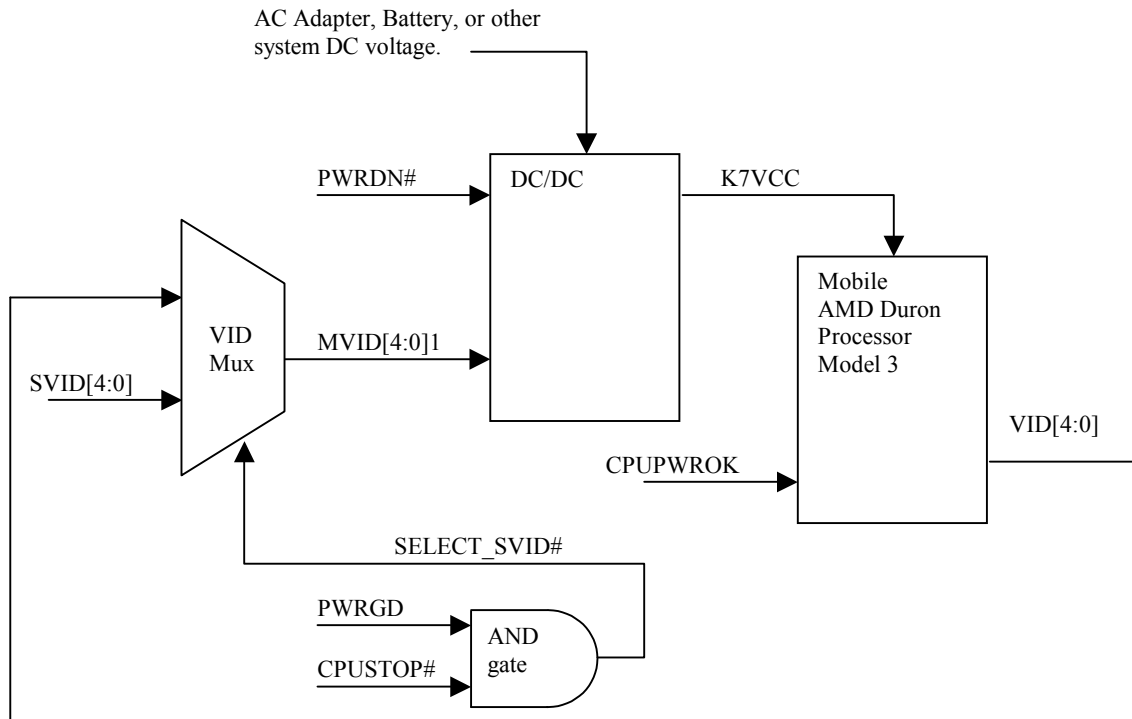 AC Adapter, Battery, or other
system DC voltage.
PWRDN#
DC/DC
K7VCC
Mobile
AMD Duron
Processor
Model 3
VID
Mux
MVID[4:0]1
SVID[4:0]
VID[4:0]
CPUPWROK
SELECT_SVID#
PWRGD
AND
gate
CPUSTOP#